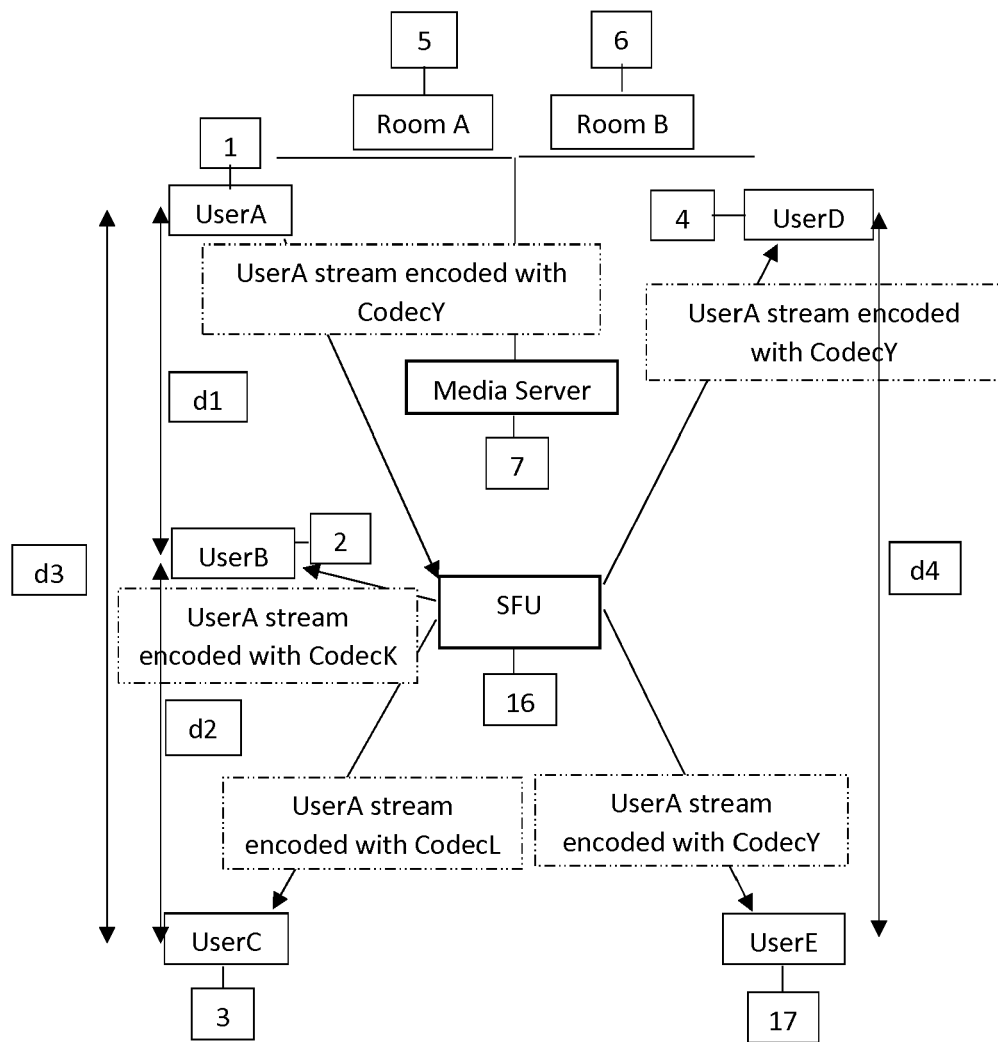 5
6
Room A
Room B
1
UserA
4
UserD
UserA stream encoded with
CodecY
UserA stream encoded
with CodecY
Media Server
d1
7
UserB
2
d3
d4
SFU
UserA stream
encoded with CodecK
16
d2
UserA stream
encoded with CodecL
UserA stream
encoded with CodecY
UserC
UserE
3
17